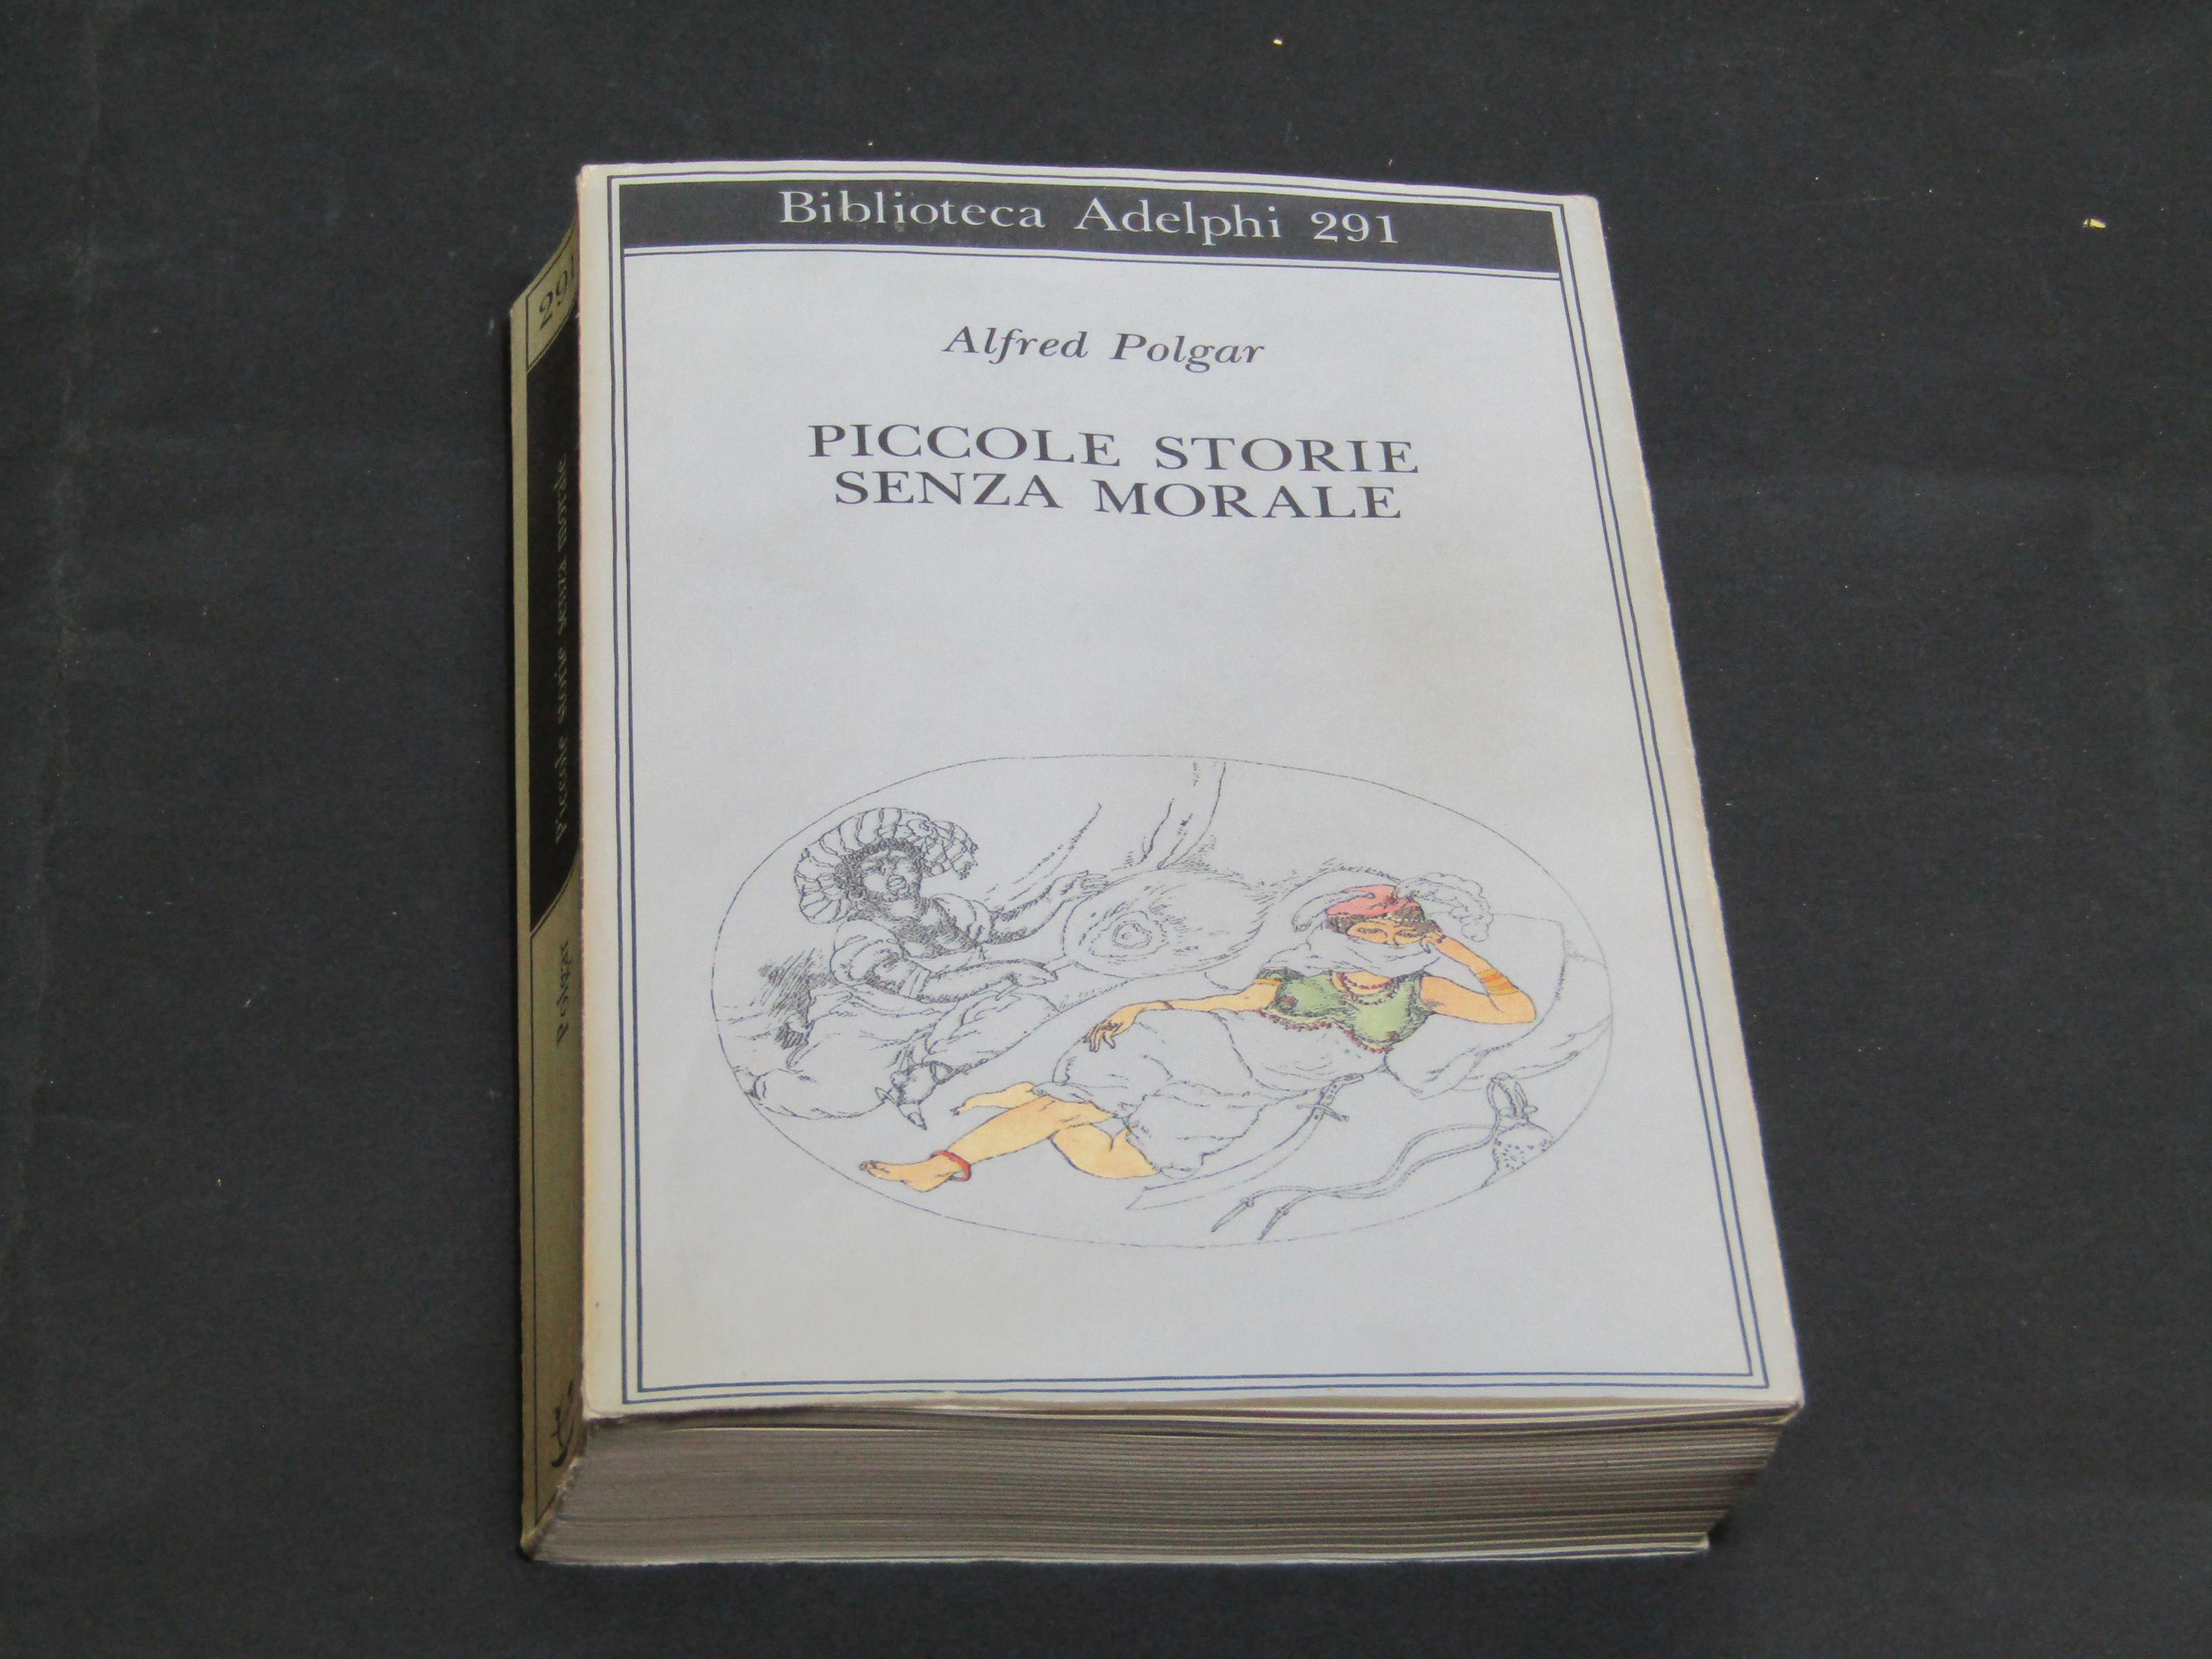 Biblioteca Adelphi 291
Alfred Polgar
PICCOLE STORIE
SENZA MORALE
291
Piccole storie senza morale
Polgar